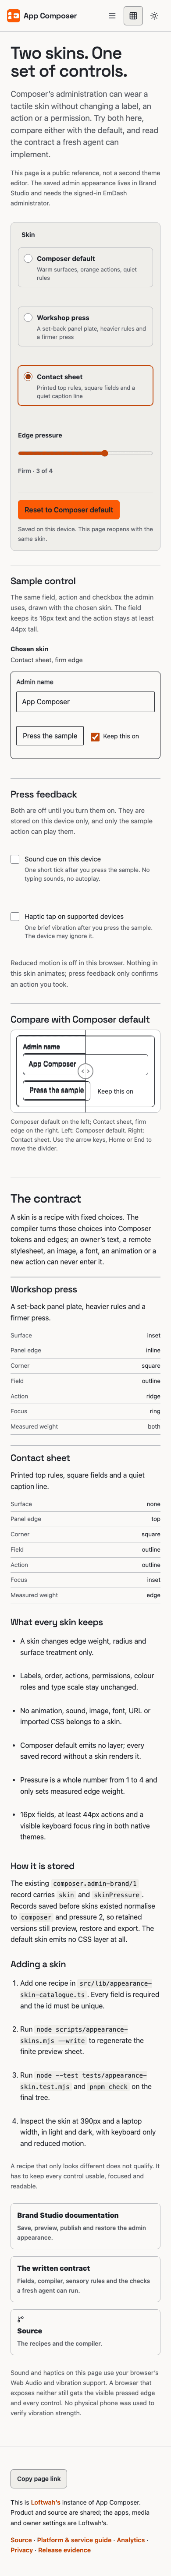 App Composer
Two skins. One
set of controls.
Composer's administration can wear a
tactile skin without changing a label, an
action or a permission. Try both here,
compare either with the default, and read
the contract a fresh agent can
implement.
This page is a public reference, not a second theme
editor. The saved admin appearance lives in Brand
Studio and needs the signed-in EmDash
administrator.
Skin
Composer default
Warm surfaces, orange actions, quiet
rules.
Workshop press
A set-back panel plate, heavier rules and
a firmer press
Contact sheet
Printed top rules, square fields and a
quiet caption line
Edge pressure
Firm · 3 of 4
Reset to Composer default
Saved on this device. This page reopens with the
same skin.
Sample control
The same field, action and checkbox the admin
uses, drawn with the chosen skin. The field
keeps its 16px text and the action stays at least
44px tall.
Chosen skin
Contact sheet, firm edge
Admin name
App Composer
Press the sample
Keep this on
Press feedback
Both are off until you turn them on. They are
stored on this device only, and only the sample
action can play them.
Sound cue on this device
One short tick after you press the sample. No
typing sounds, no autoplay.
Haptic tap on supported devices
One brief vibration after you press the sample.
The device may ignore it.
Reduced motion is off in this browser. Nothing in
this skin animates; press feedback only confirms
an action you took.
Compare with Composer default
Admin name
App Composer
Press the sample
Keep this on
Composer default on the left; Contact sheet, firm
edge on the right. Left: Composer default. Right:
Contact sheet. Use the arrow keys, Home or End to
move the divider.
The contract
A skin is a recipe with fixed choices. The
compiler turns those choices into Composer
tokens and edges; an owner's text, a remote
stylesheet, an image, a font, an animation or a
new action can never enter it.
Workshop press
A set-back panel plate, heavier rules and a
firmer press.
Surface inset
Panel edge inline
Corner square
Field outline
Action ridge
Focus ring
Measured weight both
Contact sheet
Printed top rules, square fields and a quiet
caption line.
Surface none
Panel edge top
Corner square
Field outline
Action outline
Focus inset
Measured weight edge
What every skin keeps
• A skin changes edge weight, radius and
surface treatment only.
• Labels, order, actions, permissions, colour
roles and type scale stay unchanged.
• No animation, sound, image, font, URL or
imported CSS belongs to a skin.
• Composer default emits no layer; every
saved record without a skin renders it.
• Pressure is a whole number from 1 to 4 and
only sets measured edge weight.
• 16px fields, at least 44px actions and a
visible keyboard focus ring in both native
themes.
How it is stored
The existing composer.admin-brand/1
record carries skin and skinPressure.
Records saved before skins existed normalise
to composer and pressure 2, so retained
versions still preview, restore and export. The
default skin emits no CSS layer at all.
Adding a skin
1. Add one recipe in src/lib/appearance-
skin-catalogue.ts. Every field is required
and the id must be unique.
2. Run node scripts/appearance-
skins.mjs --write to regenerate the
finite preview sheet.
3. Run node --test tests/appearance-
skin.test.mjs and pnpm check on the
final tree.
4. Inspect the skin at 390px and a laptop
width, in light and dark, with keyboard only
and reduced motion.
A recipe that only looks different does not qualify. It
has to keep every control usable, focused and
readable.
Brand Studio documentation
Save, preview, publish and restore the admin
appearance.
The written contract
Fields, compiler, sensory rules and the checks
a fresh agent can run.
Source
The recipes and the compiler.
Sound and haptics on this page use your browser's
Web Audio and vibration support. A browser that
exposes neither still gets the visible pressed edge
and every control. No physical phone was used to
verify vibration strength.
Copy page link
This is Loftwah's instance of App Composer.
Product and source are shared; the apps, media
and owner settings are Loftwah's.
Source · Platform & service guide · Analytics ·
Privacy · Release evidence